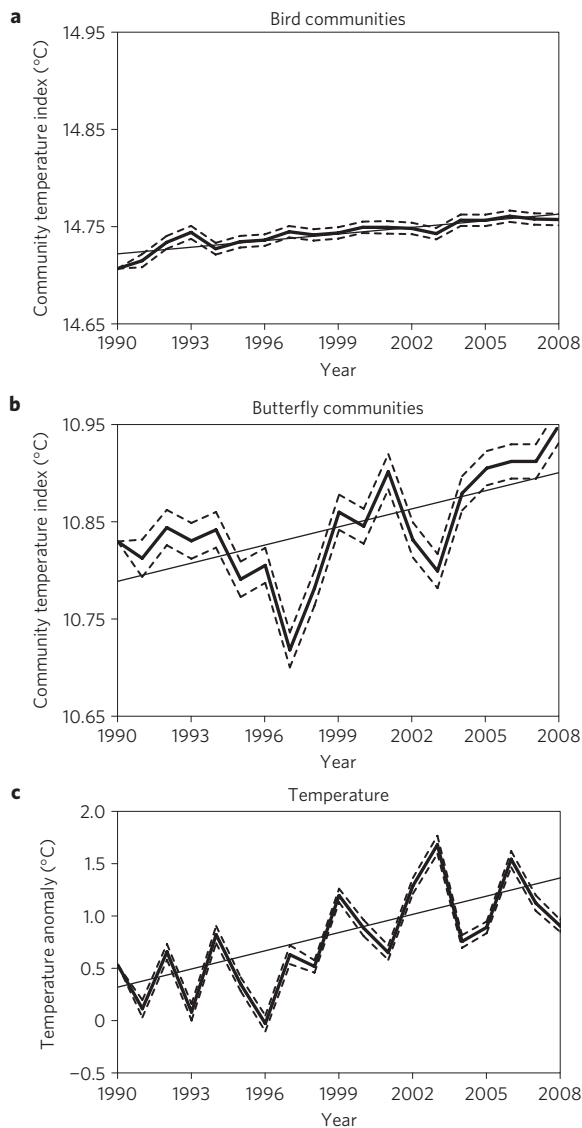 a
Bird communities
Community temperature index (°C)
14.95
14.85
14.75
14.65
1990
1993
1996
1999
2002
2005
2008
Year
b
Butterfly communities
Community temperature index (°C)
10.95
10.85
10.75
10.65
1990
1993
1996
1999
2002
2005
2008
Year
c
Temperature
Temperature anomaly (°C)
2.0
1.5
1.0
0.5
0
−0.5
1990
1993
1996
1999
2002
2005
2008
Year